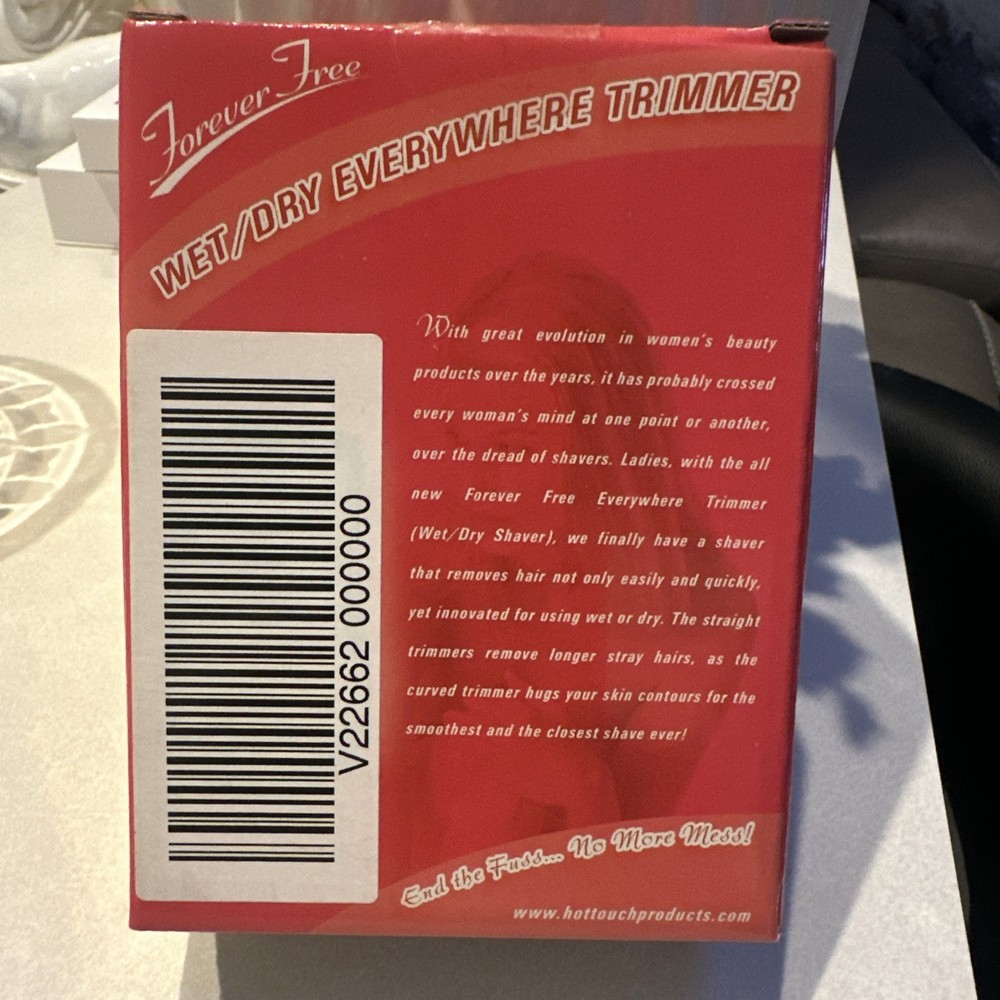 Forever Free
WET/DRY EVERYWHERE TRIMMER
With great evolution in women's beauty
products over the years, it has probably crossed
every woman's mind at one point or another,
over the dread of shavers. Ladies, with the all
new Forever Free Everywhere Trimmer
(Wet/Dry Shaver), we finally have a shaver
that removes hair not only easily and quickly,
yet innovated for using wet or dry. The straight
trimmers remove longer stray hairs, as the
curved trimmer hugs your skin contours for the
smoothest and the closest shave ever!
V22662 000000
End the Fuss... No More Mess!
www.hottouchproducts.com